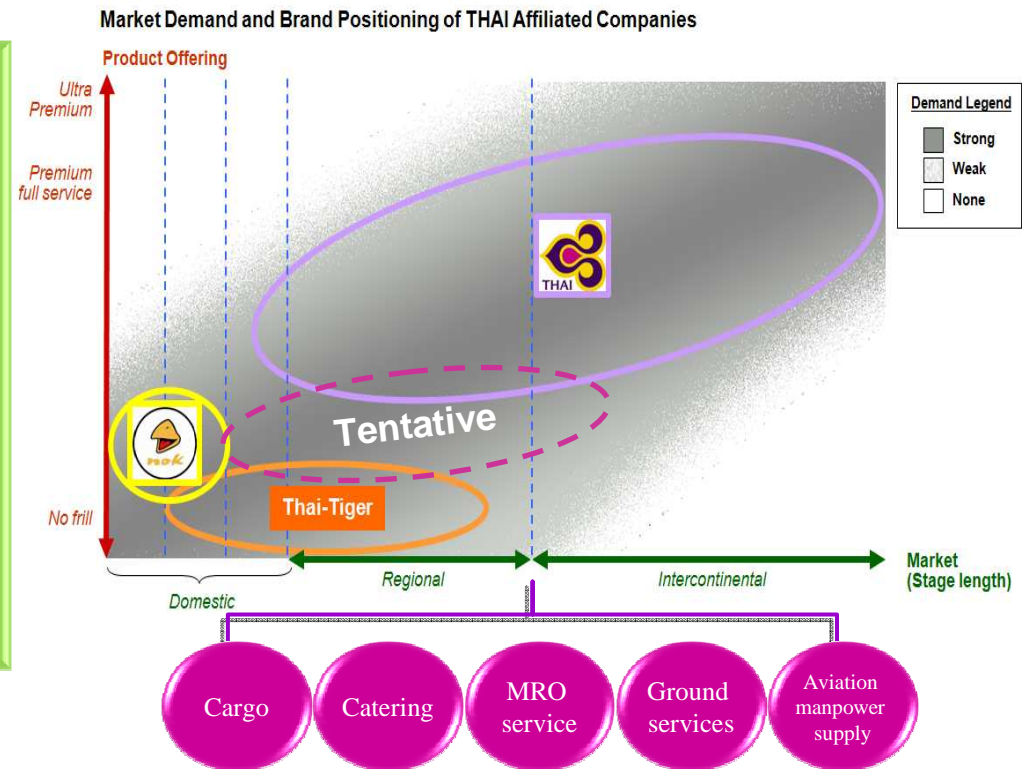 Market Demand and Brand Positioning of THAI Affiliated Companies
Product Offering
Ultra
Premium
Premium
full service
No frill
Demand Legend
Strong
Weak
None
THAI
nok
Tentative
Thai-Tiger
Domestic
Regional
Intercontinental
Market
(Stage length)
Cargo
Catering
MRO
service
Ground
services
Aviation
manpower
supply